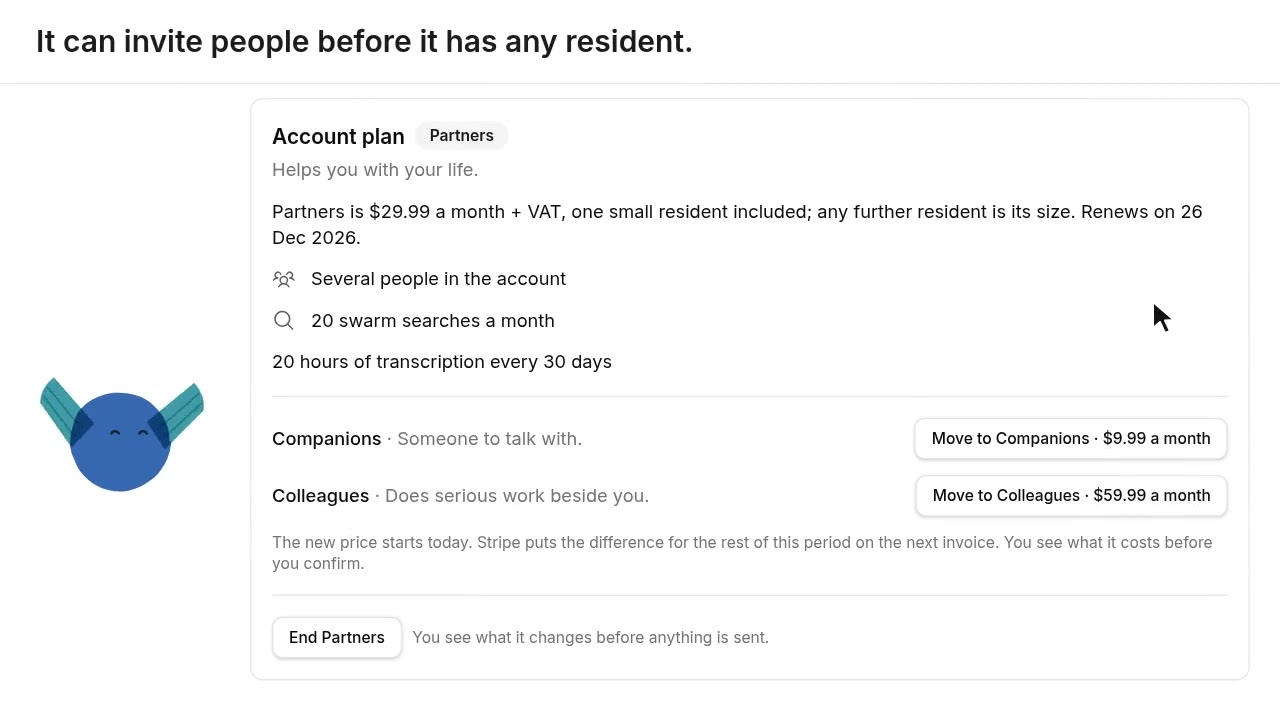 It can invite people before it has any resident.
Account plan Partners
Helps you with your life.
Partners is $29.99 a month + VAT, one small resident included; any further resident is its size. Renews on 26
Dec 2026.
Several people in the account
20 swarm searches a month
20 hours of transcription every 30 days
Companions · Someone to talk with. Move to Companions · $9.99 a month
Colleagues · Does serious work beside you. Move to Colleagues · $59.99 a month
The new price starts today. Stripe puts the difference for the rest of this period on the next invoice. You see what it costs before
you confirm.
End Partners You see what it changes before anything is sent.